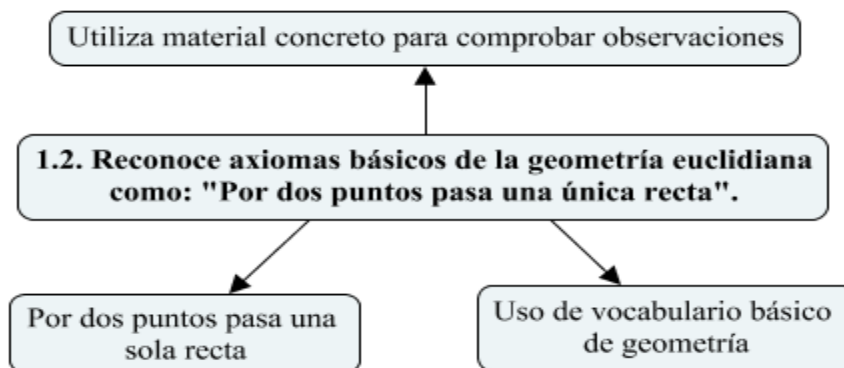 Utiliza material concreto para comprobar observaciones
1.2. Reconoce axiomas básicos de la geometría euclidiana
como: "Por dos puntos pasa una única recta".
Por dos puntos pasa una
sola recta
Uso de vocabulario básico
de geometría